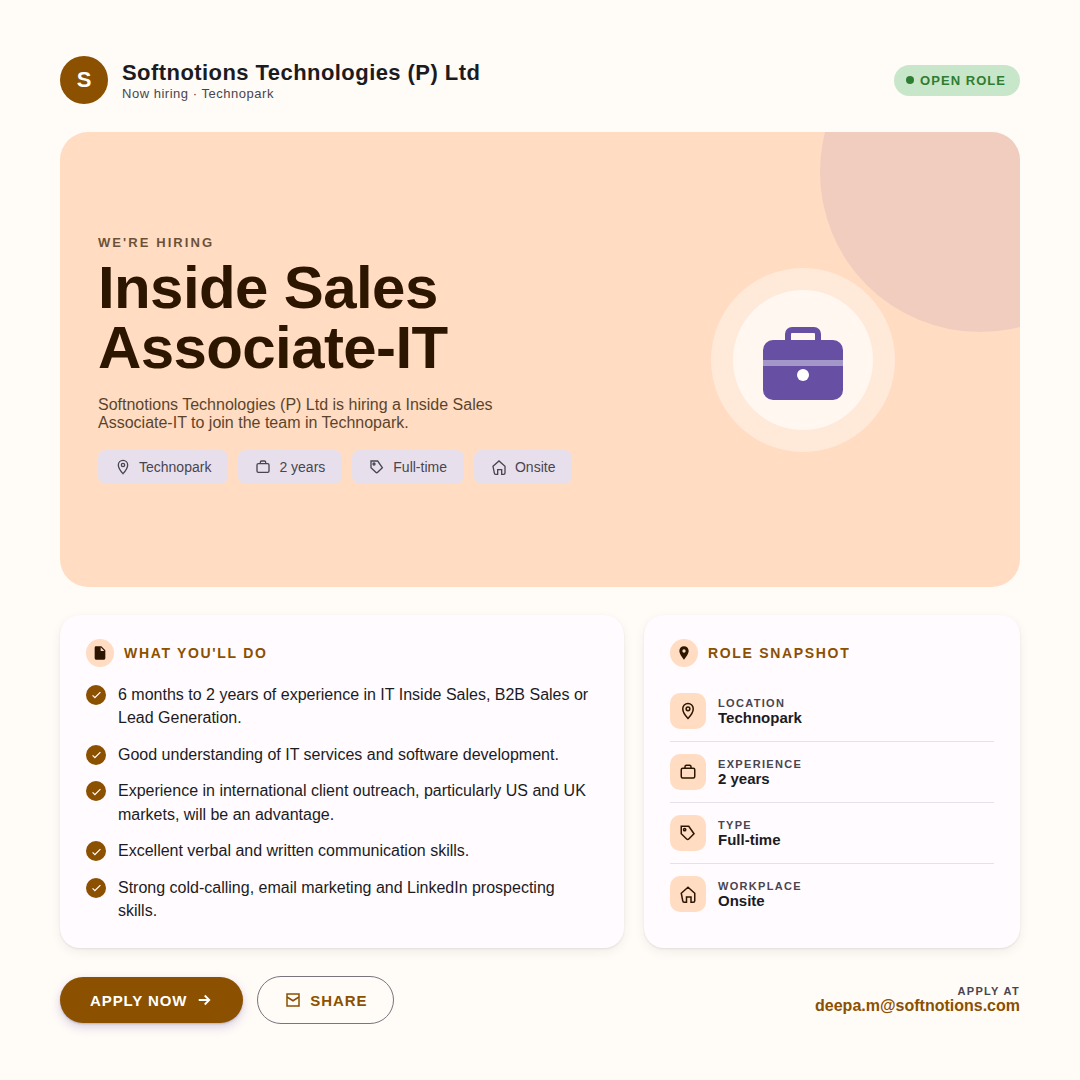 S
Softnotions Technologies (P) Ltd
Now hiring · Technopark
OPEN ROLE
WE'RE HIRING
Inside Sales
Associate-IT
Softnotions Technologies (P) Ltd is hiring a Inside Sales
Associate-IT to join the team in Technopark.
Technopark
2 years
Full-time
Onsite
WHAT YOU'LL DO
6 months to 2 years of experience in IT Inside Sales, B2B Sales or
Lead Generation.
Good understanding of IT services and software development.
Experience in international client outreach, particularly US and UK
markets, will be an advantage.
Excellent verbal and written communication skills.
Strong cold-calling, email marketing and LinkedIn prospecting
skills.
ROLE SNAPSHOT
LOCATION
Technopark
EXPERIENCE
2 years
TYPE
Full-time
WORKPLACE
Onsite
APPLY NOW
SHARE
APPLY AT
deepa.m@softnotions.com